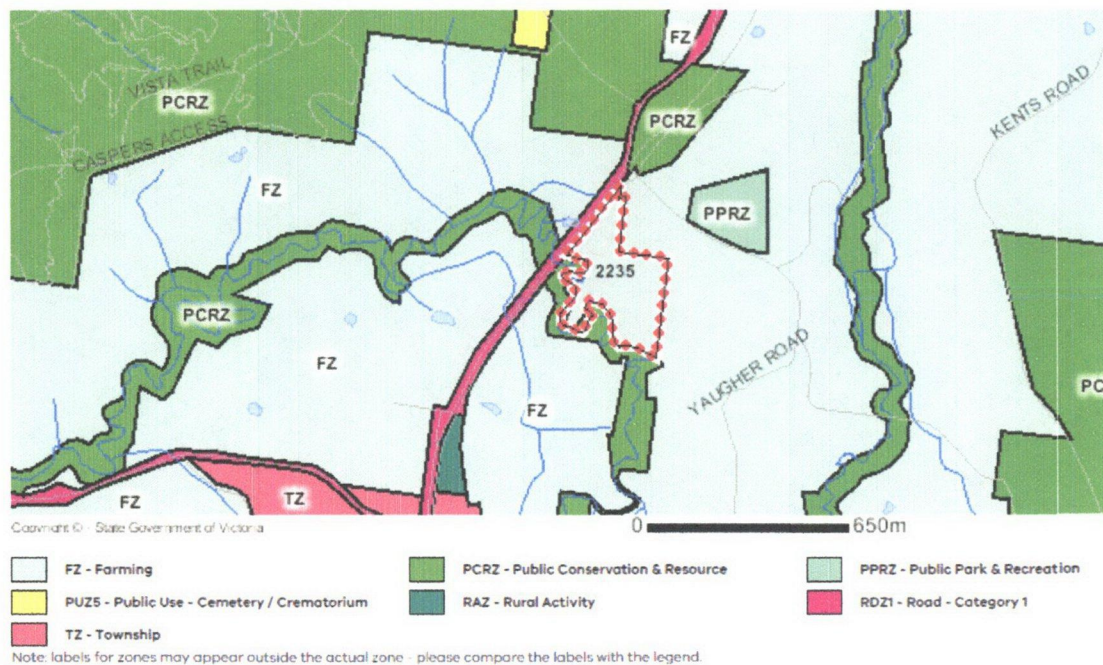 FZ
VISTA TRAIL
PCRZ
KENTS ROAD
PCRZ
CASPERS ACCESS
FZ
PPRZ
2235
PCRZ
FZ
YAUGHER ROAD
PC
FZ
FZ
TZ
Copyright © - State Government of Victoria
0 650m
FZ - Farming
PCRZ - Public Conservation & Resource
PPRZ - Public Park & Recreation
PUZ5 - Public Use - Cemetery / Crematorium
RAZ - Rural Activity
RDZ1 - Road - Category 1
TZ - Township
Note: labels for zones may appear outside the actual zone - please compare the labels with the legend.